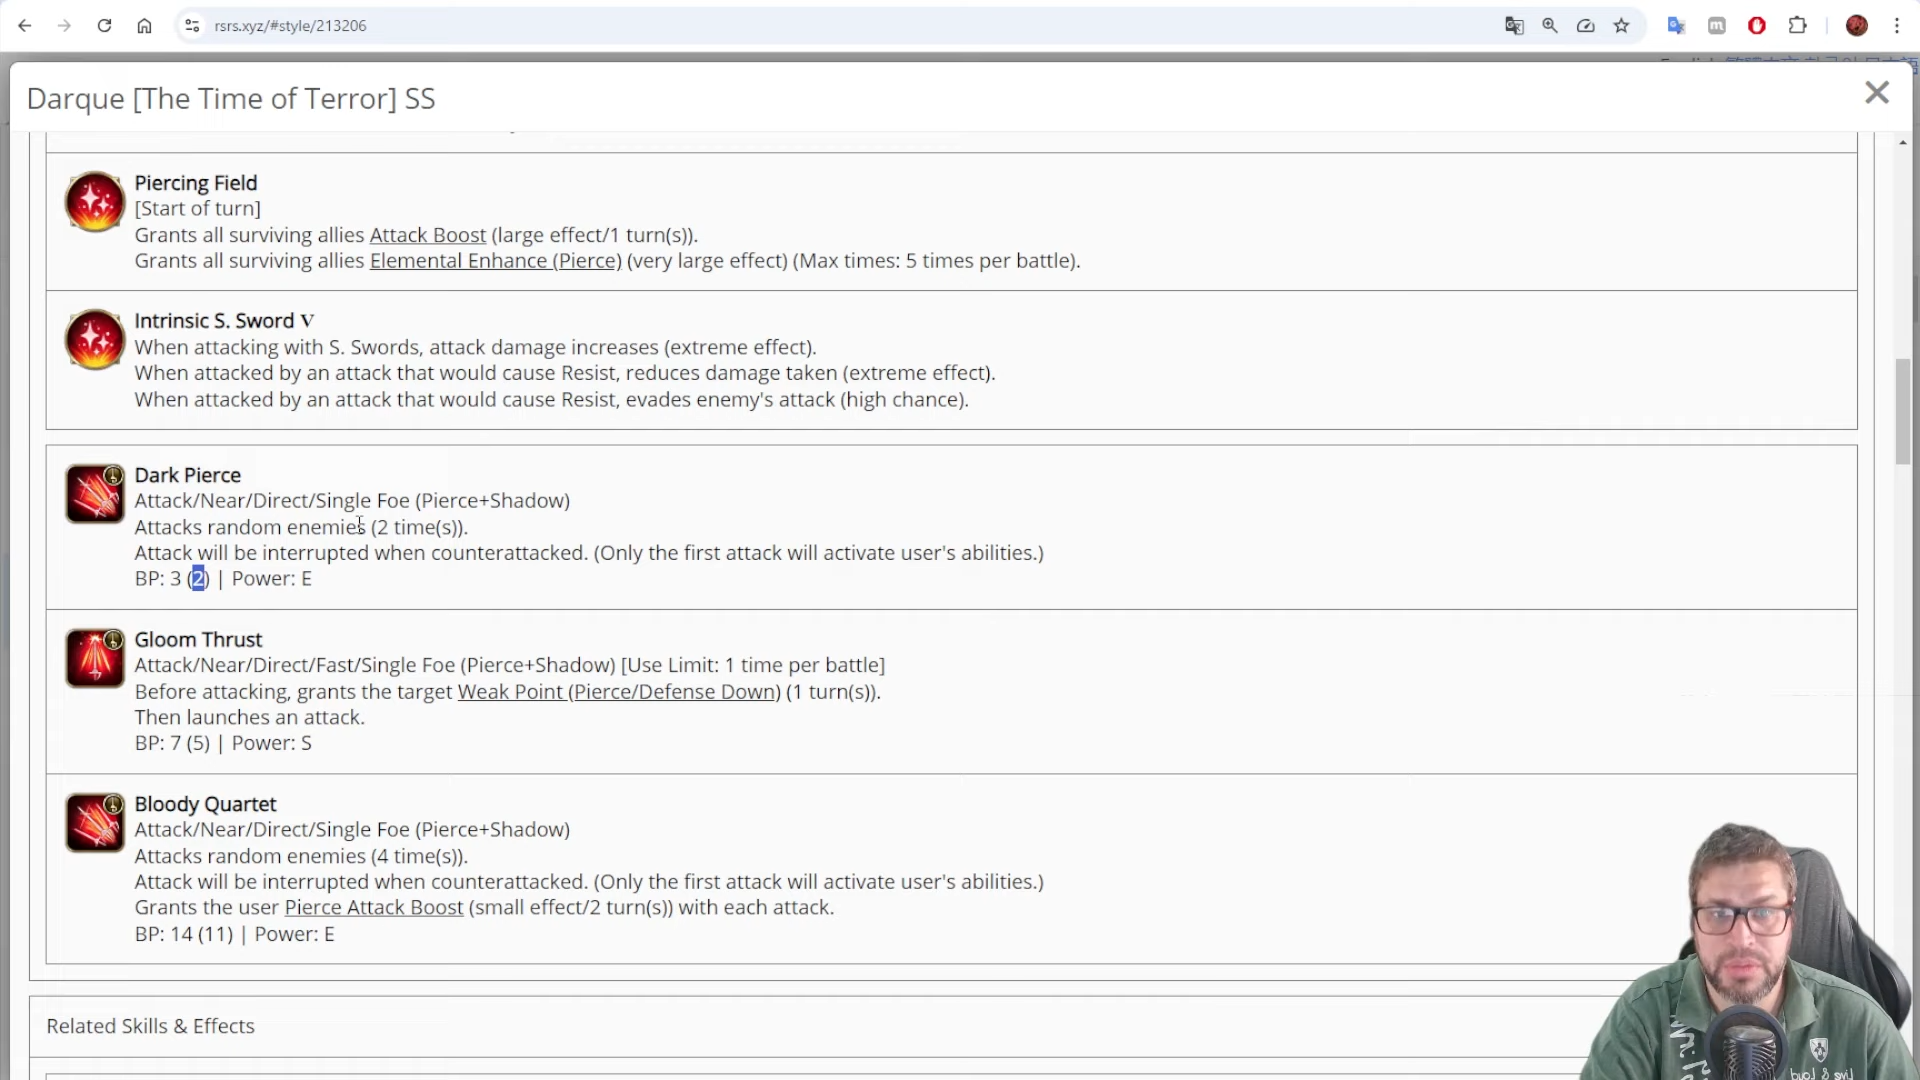 rsrs.xyz/#style/213206
Darque [The Time of Terror] SS
Piercing Field
[Start of turn]
Grants all surviving allies Attack Boost (large effect/1 turn(s)).
Grants all surviving allies Elemental Enhance (Pierce) (very large effect) (Max times: 5 times per battle).
Intrinsic S. Sword V
When attacking with S. Swords, attack damage increases (extreme effect).
When attacked by an attack that would cause Resist, reduces damage taken (extreme effect).
When attacked by an attack that would cause Resist, evades enemy's attack (high chance).
Dark Pierce
Attack/Near/Direct/Single Foe (Pierce+Shadow)
Attacks random enemies (2 time(s)).
Attack will be interrupted when counterattacked. (Only the first attack will activate user's abilities.)
BP: 3 (2) | Power: E
Gloom Thrust
Attack/Near/Direct/Fast/Single Foe (Pierce+Shadow) [Use Limit: 1 time per battle]
Before attacking, grants the target Weak Point (Pierce/Defense Down) (1 turn(s)).
Then launches an attack.
BP: 7 (5) | Power: S
Bloody Quartet
Attack/Near/Direct/Single Foe (Pierce+Shadow)
Attacks random enemies (4 time(s)).
Attack will be interrupted when counterattacked. (Only the first attack will activate user's abilities.)
Grants the user Pierce Attack Boost (small effect/2 turn(s)) with each attack.
BP: 14 (11) | Power: E
Related Skills & Effects